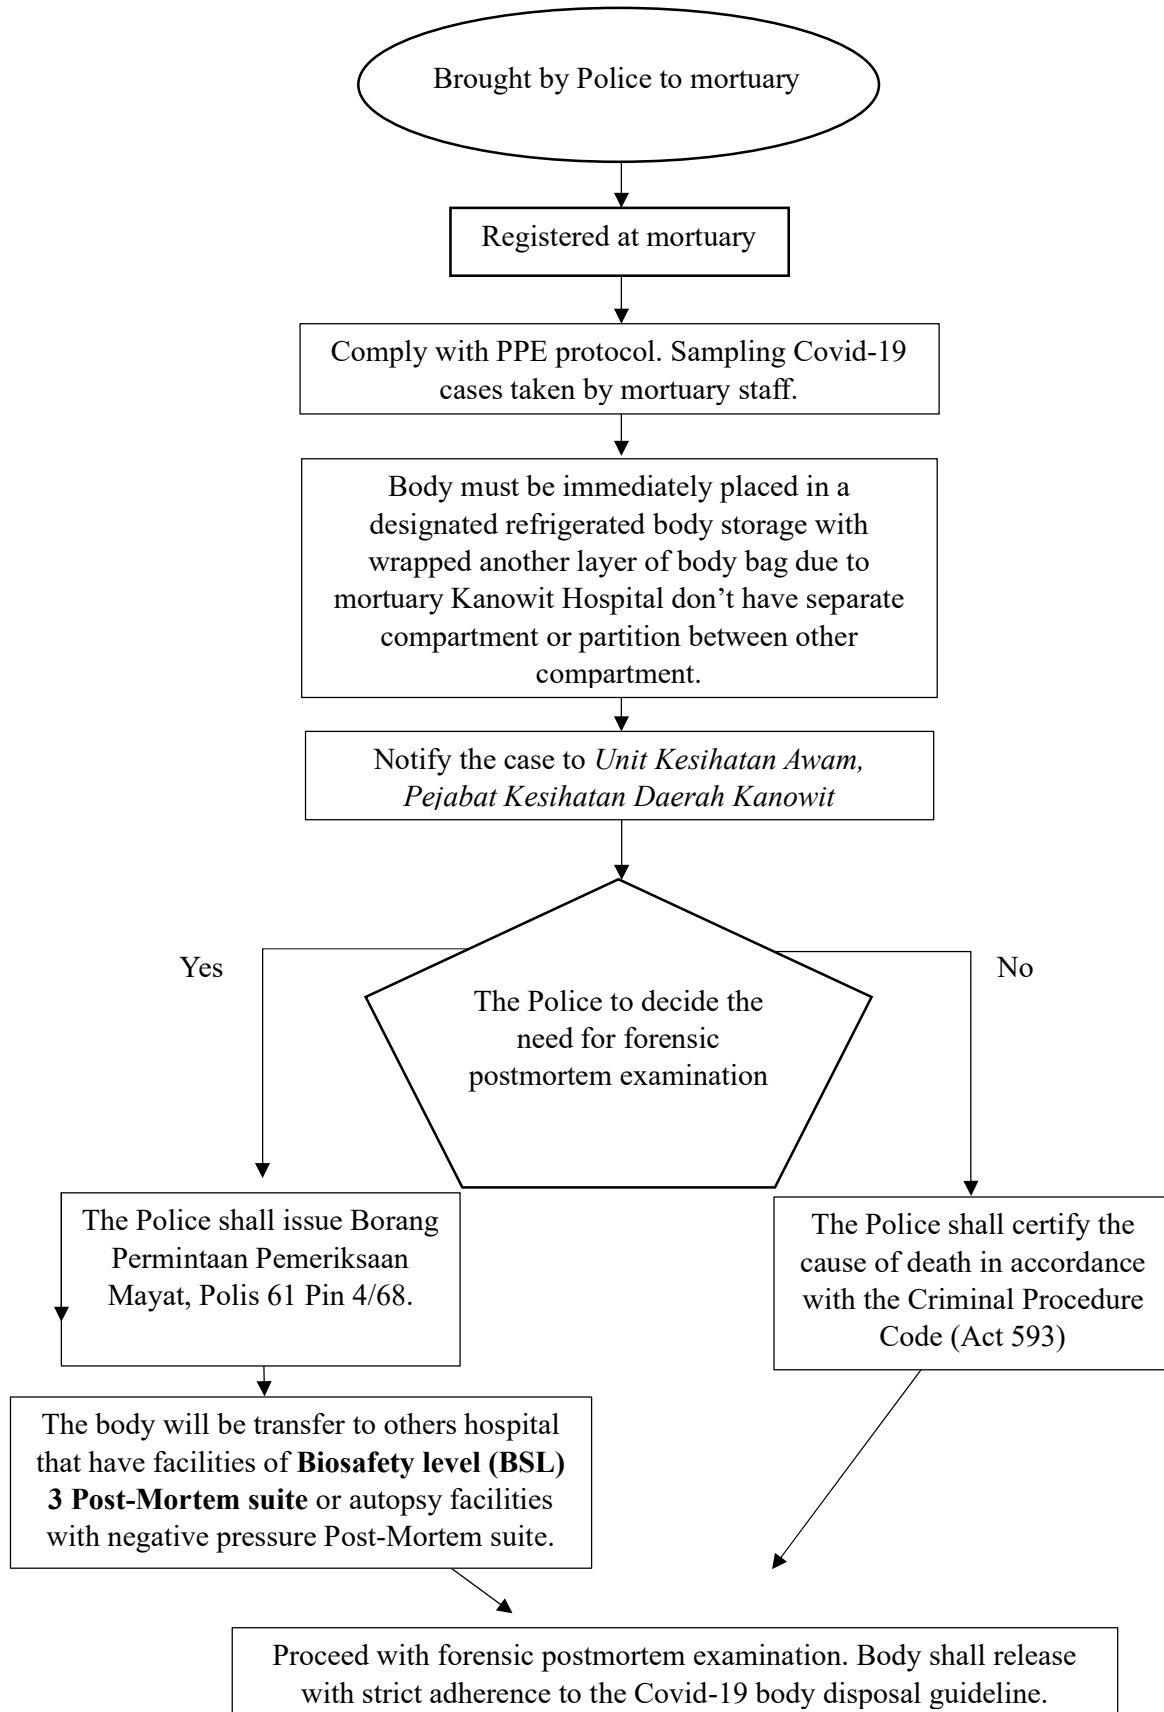 Brought by Police to mortuary
Registered at mortuary
Comply with PPE protocol. Sampling Covid-19
cases taken by mortuary staff.
Body must be immediately placed in a
designated refrigerated body storage with
wrapped another layer of body bag due to
mortuary Kanowit Hospital don’t have separate
compartment or partition between other
compartment.
Notify the case to Unit Kesihatan Awam,
Pejabat Kesihatan Daerah Kanowit
Yes
No
The Police to decide the
need for forensic
postmortem examination
The Police shall issue Borang
Permintaan Pemeriksaan
Mayat, Polis 61 Pin 4/68.
The Police shall certify the
cause of death in accordance
with the Criminal Procedure
Code (Act 593)
The body will be transfer to others hospital
that have facilities of Biosafety level (BSL)
3 Post-Mortem suite or autopsy facilities
with negative pressure Post-Mortem suite.
Proceed with forensic postmortem examination. Body shall release
with strict adherence to the Covid-19 body disposal guideline.